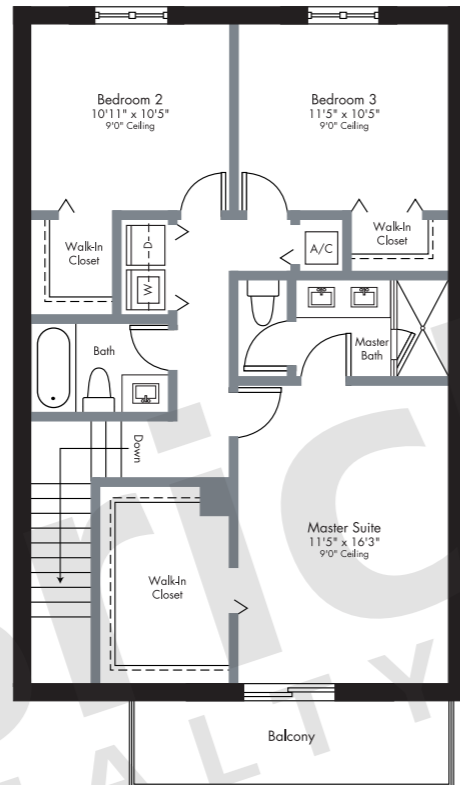 Bedroom 2
10'11" x 10'5"
9'0" Ceiling
Bedroom 3
11'5" x 10'5"
9'0" Ceiling
Walk-In
Closet
D
W
A/C
Walk-In
Closet
Bath
Master
Bath
Down
Master Suite
11'5" x 16'3"
9'0" Ceiling
Walk-In
Closet
Balcony